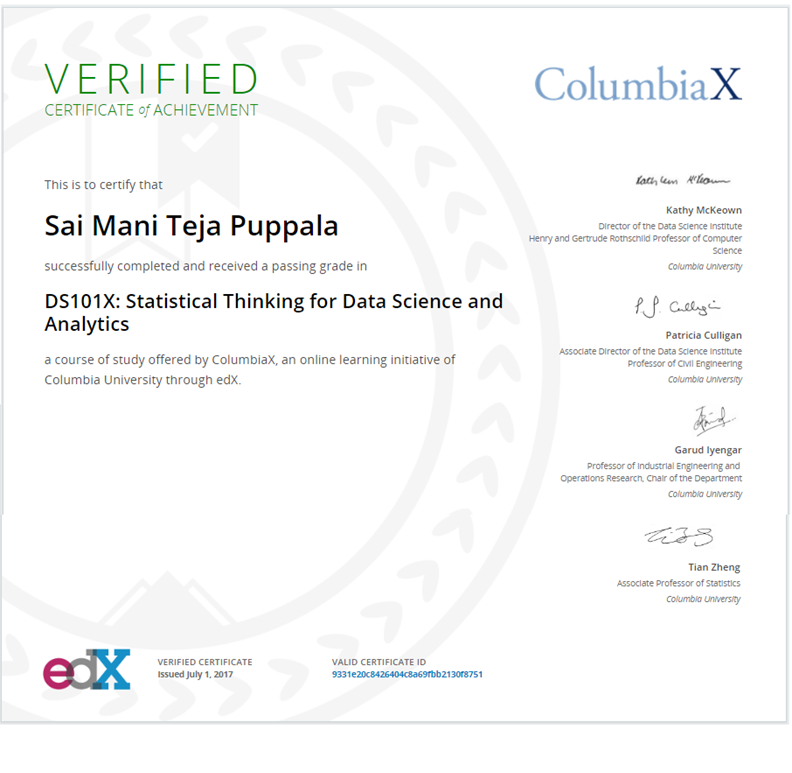 VERIFIED
CERTIFICATE of ACHIEVEMENT
ColumbiaX
This is to certify that
Sai Mani Teja Puppala
successfully completed and received a passing grade in
DS101X: Statistical Thinking for Data Science and
Analytics
a course of study offered by ColumbiaX, an online learning initiative of
Columbia University through edX.
Kathy McKeown
Director of the Data Science Institute
Henry and Gertrude Rothschild Professor of Computer
Science
Columbia University
Patricia Culligan
Associate Director of the Data Science Institute
Professor of Civil Engineering
Columbia University
Garud Iyengar
Professor of Industrial Engineering and
Operations Research, Chair of the Department
Columbia University
Tian Zheng
Associate Professor of Statistics
Columbia University
edX
VERIFIED CERTIFICATE
Issued July 1, 2017
VALID CERTIFICATE ID
9331e20c8426404c8a69fbb2130f8751